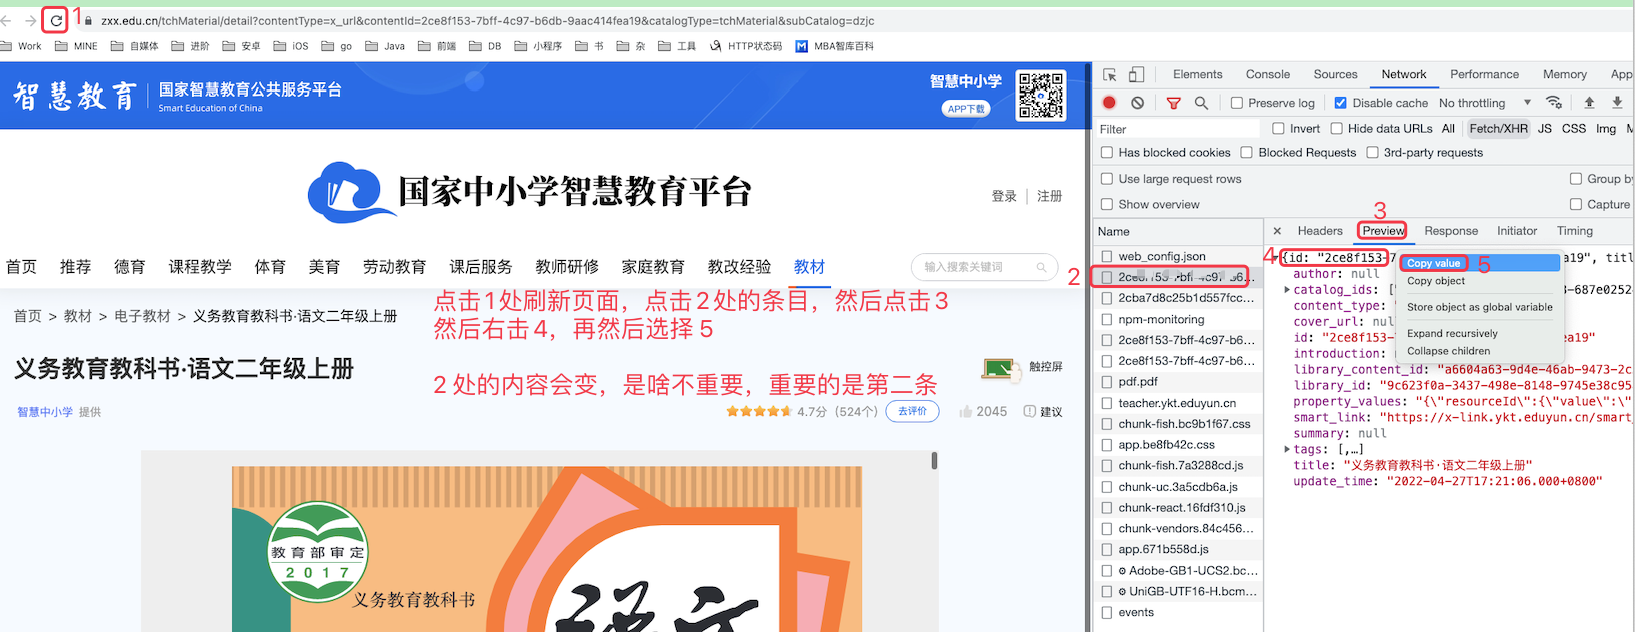 1
zxx.edu.cn/tchMaterial/detail?contentType=x_url&contentId=2ce8f153-7bff-4c97-b6db-9aac414fea19&catalogType=tchMaterial&subCatalog=dzjc
Work MINE 自媒体 进阶 安卓 iOS go Java 前端 DB 小程序 书 杂 工具 HTTP状态码 MBA智库百科
智慧教育
国家智慧教育公共服务平台
Smart Education of China
智慧中小学
APP下载
国家中小学智慧教育平台
登录 | 注册
首页 推荐 德育 课程教学 体育 美育 劳动教育 课后服务 教师研修 家庭教育 教改经验 教材
输入搜索关键词
点击1处刷新页面，点击2处的条目，然后点击3
然后右击4，再然后选择5
首页 > 教材 > 电子教材 > 义务教育教科书·语文二年级上册
义务教育教科书·语文二年级上册
触控屏
2处的内容会变，是啥不重要，重要的是第二条
智慧中小学 提供
4.7分 (524个) 去评价 2045 建议
教育部审定
2017
义务教育教科书
语文
Elements Console Sources Network Performance Memory App
Preserve log Disable cache No throttling
Filter
Invert Hide data URLs All Fetch/XHR JS CSS Img
Has blocked cookies Blocked Requests 3rd-party requests
Use large request rows Group by
Show overview Capture
3
Name
Headers Preview Response Initiator Timing
2
web_config.json
2ce8f153-7bff-4c97-b6...
2cba7d8c25b1d557fcc...
npm-monitoring
2ce8f153-7bff-4c97-b6...
2ce8f153-7bff-4c97-b6...
pdf.pdf
teacher.ykt.eduyun.cn
chunk-fish.bc9b1f67.css
app.be8fb42c.css
chunk-fish.7a3288cd.js
chunk-uc.3a5cdb6a.js
chunk-react.16fdf310.js
chunk-vendors.84c456...
app.671b558d.js
Adobe-GB1-UCS2.bc...
UniGB-UTF16-H.bcm...
events
4
{id: "2ce8f153-7 a19", titl
author: null
catalog_ids: [" 3-687e0252
content_type:
cover_url: nul
id: "2ce8f153- ea19"
introduction:
library_content_id: "a6604a63-9d4e-46ab-9473-2c
library_id: "9c623f0a-3437-498e-8148-9745e38c95
property_values: "{\"resourceId\":{\"value\":\"
smart_link: "https://x-link.ykt.eduyun.cn/smart_
summary: null
tags: [,…]
title: "义务教育教科书·语文二年级上册"
update_time: "2022-04-27T17:21:06.000+0800"
Copy value
5
Copy object
Store object as global variable
Expand recursively
Collapse children